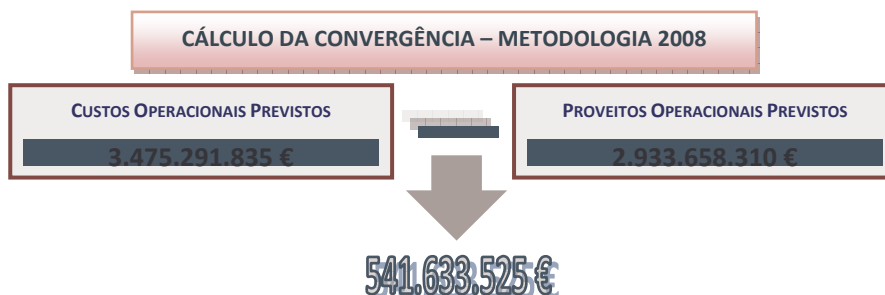 CÁLCULO DA CONVERGÊNCIA – METODOLOGIA 2008
CUSTOS OPERACIONAIS PREVISTOS
3.475.291.835 €
PROVEITOS OPERACIONAIS PREVISTOS
2.933.658.310 €
541.633.525 €